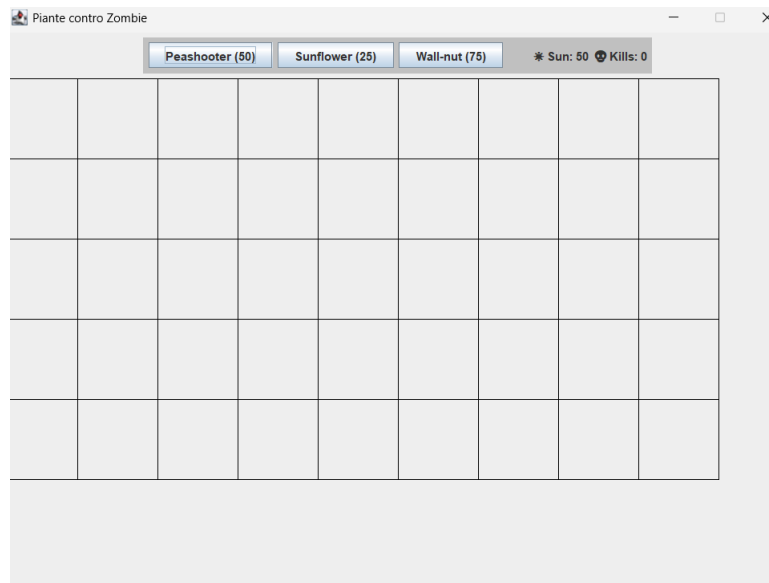 Piante contro Zombie
Peashooter (50) Sunflower (25) Wall-nut (75) ☀ Sun: 50 💀 Kills: 0